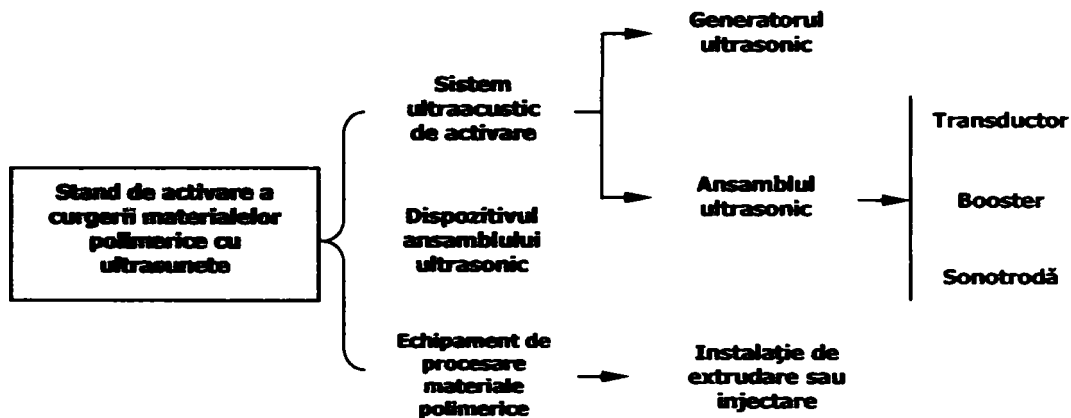 Stand de activare a
curgerii materialelor
polimerice cu
ultrasunete
Sistem
ultraacustic
de activare
Dispozitivul
ansamblului
ultrasonic
Echipament de
procesare
materiale
polimerice
Generatorul
ultrasonic
Ansamblul
ultrasonic
Instalaţie de
extrudare sau
injectare
Transductor
Booster
Sonotrodă